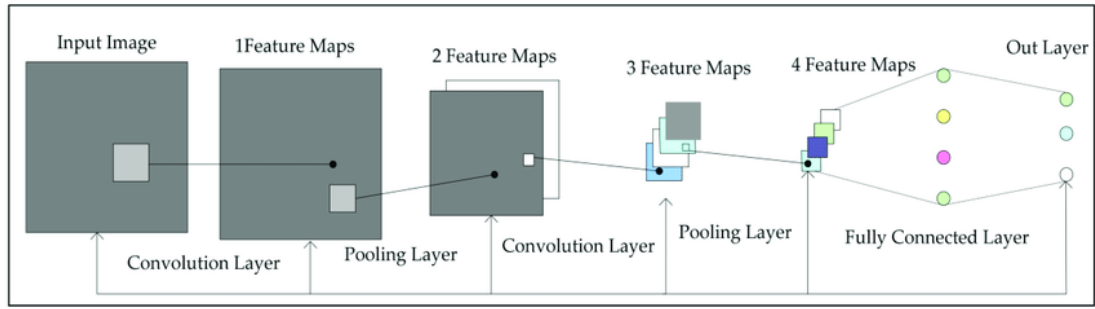 Input Image
1Feature Maps
2 Feature Maps
3 Feature Maps
4 Feature Maps
Out Layer
Convolution Layer
Pooling Layer
Convolution Layer
Pooling Layer
Fully Connected Layer